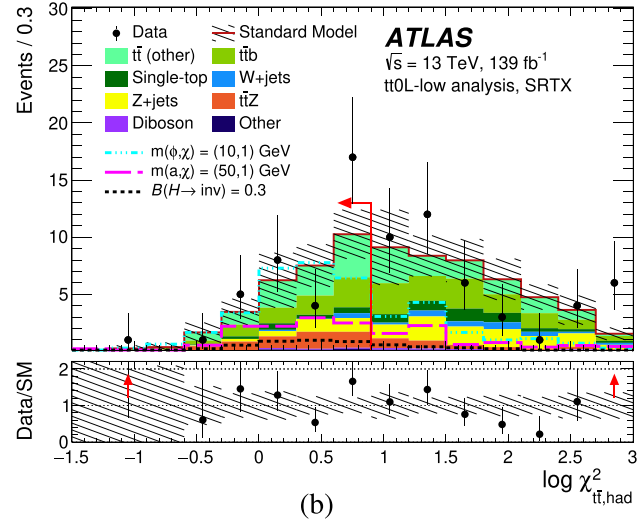 Events / 0.3
30
25
20
15
10
5
Data
Standard Model
tt̄ (other)
tt̄b
Single-top
W+jets
Z+jets
tt̄Z
Diboson
Other
m(ϕ,χ) = (10,1) GeV
m(a,χ) = (50,1) GeV
B(H→ inv) = 0.3
ATLAS
√s = 13 TeV, 139 fb⁻¹
tt0L-low analysis, SRTX
Data/SM
2
1
0
−1.5 −1 −0.5 0 0.5 1 1.5 2 2.5 3
log χ²tt̄,had
(b)